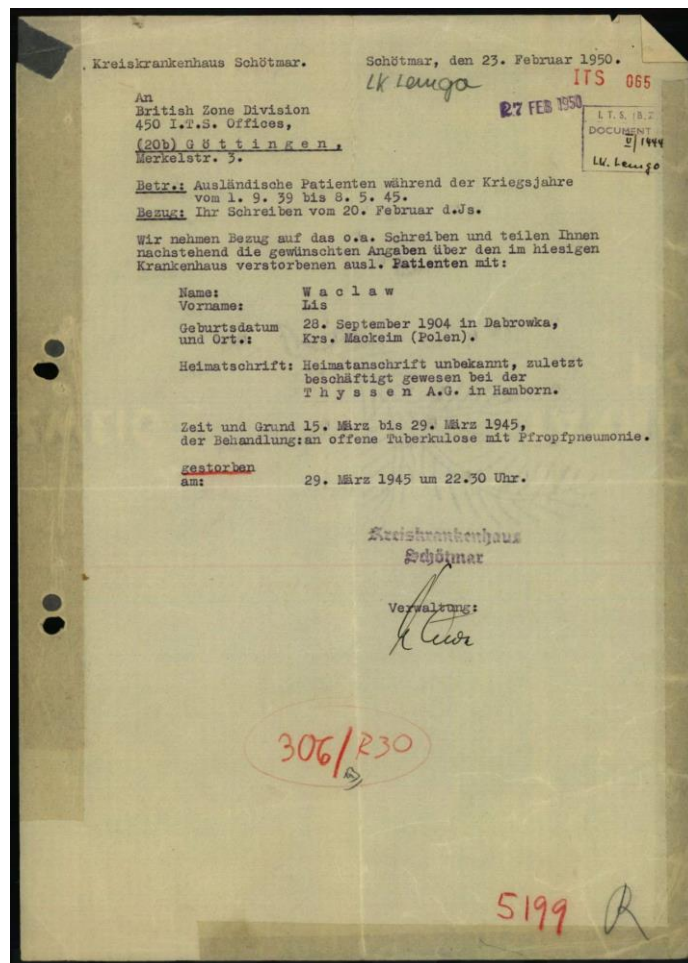 Kreiskrankenhaus Schötmar. Schötmar, den 23. Februar 1950.
LK Lemgo ITS 065
27 FEB 1950
An
British Zone Division
450 I.T.S. Offices,
(20b) G ö t t i n g e n ,
Merkelstr. 3.
I. T. S. (B.Z
DOCUMENT
II/1444
LK. Lemgo
Betr.: Ausländische Patienten während der Kriegsjahre
vom 1. 9. 39 bis 8. 5. 45.
Bezug: Ihr Schreiben vom 20. Februar d.Js.
Wir nehmen Bezug auf das o.a. Schreiben und teilen Ihnen
nachstehend die gewünschten Angaben über den im hiesigen
Krankenhaus verstorbenen ausl. Patienten mit:
Name: W a c l a w
Vorname: Lis
Geburtsdatum 28. September 1904 in Dabrowka,
und Ort.: Krs. Mackeim (Polen).
Heimatschrift: Heimatanschrift unbekannt, zuletzt
beschäftigt gewesen bei der
T h y s s e n A.G. in Hamborn.
Zeit und Grund 15. März bis 29. März 1945,
der Behandlung:an offene Tuberkulose mit Pfropfpneumonie.
gestorben
am: 29. März 1945 um 22.30 Uhr.
Kreiskrankenhaus
Schötmar
Verwaltung:
306/R30
5199 R